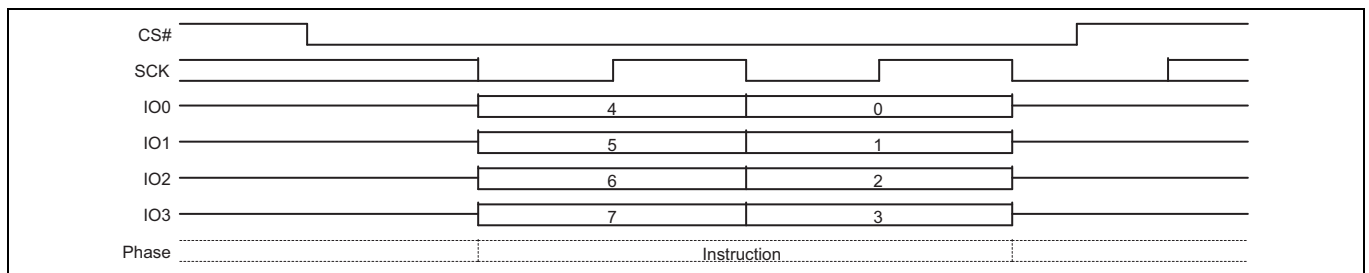 CS#
SCK
IO0 4 0
IO1 5 1
IO2 6 2
IO3 7 3
Phase Instruction